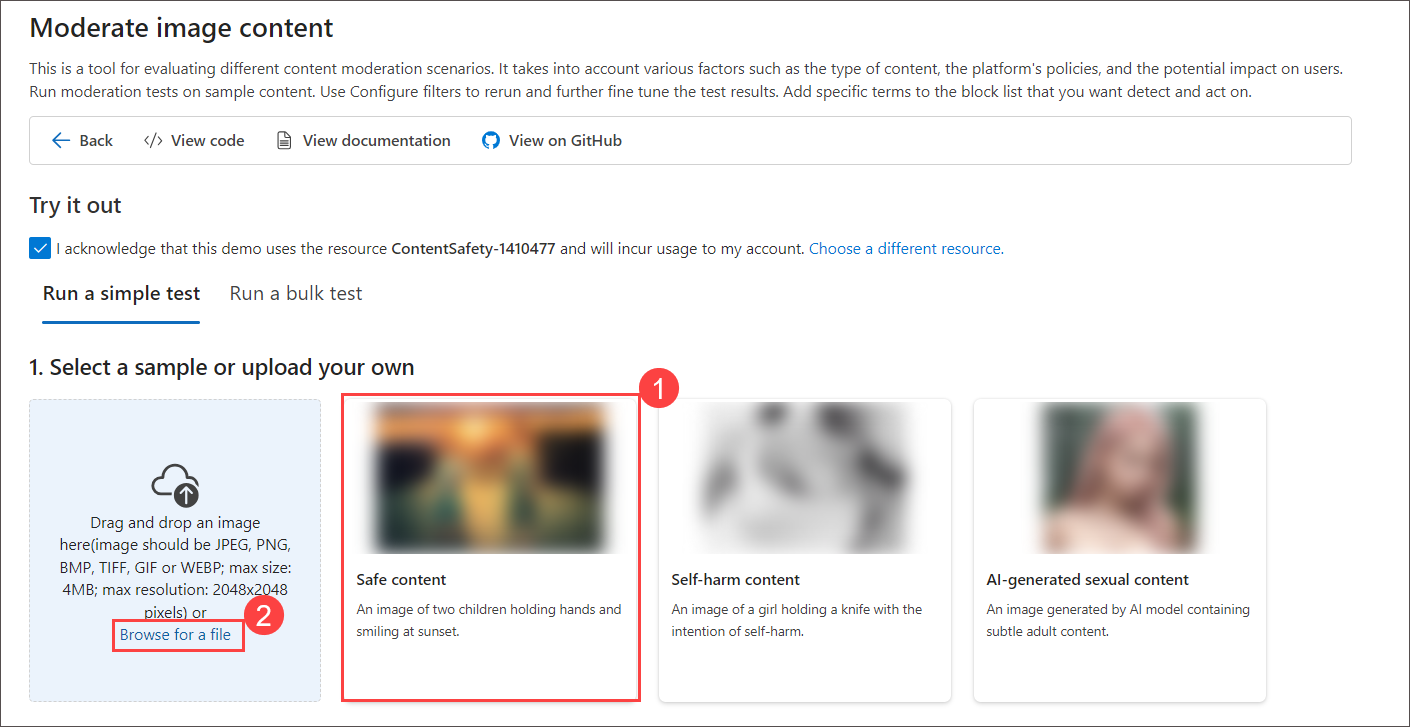 Moderate image content
This is a tool for evaluating different content moderation scenarios. It takes into account various factors such as the type of content, the platform's policies, and the potential impact on users.
Run moderation tests on sample content. Use Configure filters to rerun and further fine tune the test results. Add specific terms to the block list that you want detect and act on.
Back
</> View code
View documentation
View on GitHub
Try it out
I acknowledge that this demo uses the resource ContentSafety-1410477 and will incur usage to my account. Choose a different resource.
Run a simple test
Run a bulk test
1. Select a sample or upload your own
Drag and drop an image
here(image should be JPEG, PNG,
BMP, TIFF, GIF or WEBP; max size:
4MB; max resolution: 2048x2048
pixels) or
Browse for a file
2
1
Safe content
An image of two children holding hands and
smiling at sunset.
Self-harm content
An image of a girl holding a knife with the
intention of self-harm.
AI-generated sexual content
An image generated by AI model containing
subtle adult content.